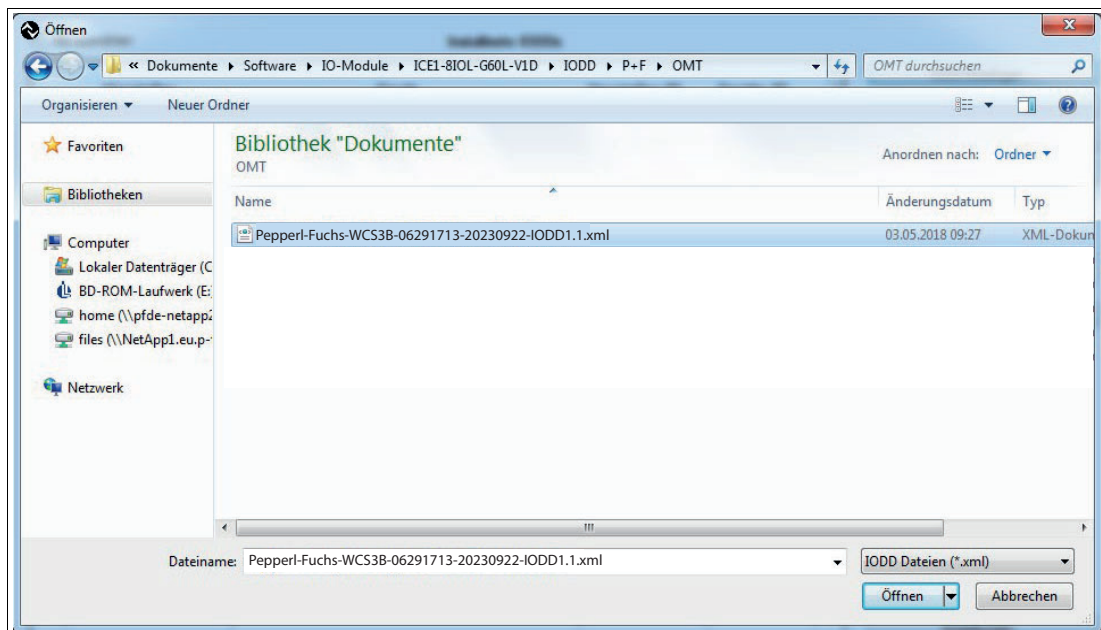 Öffnen
« Dokumente ▸ Software ▸ IO-Module ▸ ICE1-8IOL-G60L-V1D ▸ IODD ▸ P+F ▸ OMT
OMT durchsuchen
Organisieren Neuer Ordner
Favoriten
Bibliotheken
Computer
Lokaler Datenträger (C
BD-ROM-Laufwerk (E:
home (\\pfde-netapp2
files (\\NetApp1.eu.p-
Netzwerk
Bibliothek "Dokumente"
OMT
Anordnen nach: Ordner
Name Änderungsdatum Typ
Pepperl-Fuchs-WCS3B-06291713-20230922-IODD1.1.xml 03.05.2018 09:27 XML-Dokun
Dateiname: Pepperl-Fuchs-WCS3B-06291713-20230922-IODD1.1.xml IODD Dateien (*.xml)
Öffnen Abbrechen